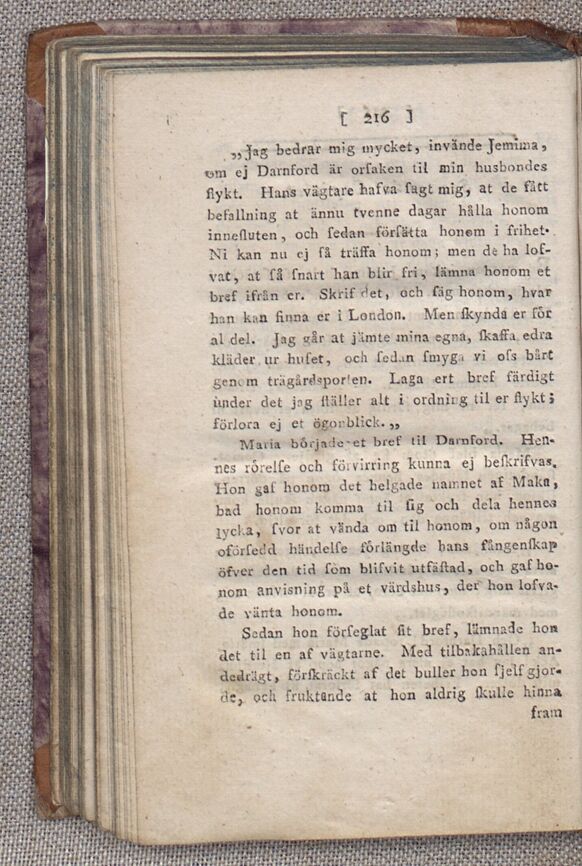 [ 216 ]
„Jag bedrar mig mycket, invände Jemima,
om ej Darnford är orſaken til min husbondes
flykt. Hans vägtare hafva ſagt mig, at de fått
befallning at ännu tvenne dagar hålla honom
inneſluten, och ſedan förſätta honom i frihet.
Ni kan nu ej få träffa honom; men de ha lof-
vat, at få ſnart han blir fri, lämna honom et
bref ifrån er. Skrif det, och ſäg honom, hvar
han kan finna er i London. Men ſkynda er för
al del. Jag går at jämte mina egna, ſkaffa edra
kläder ur huſet, och ſedan ſmyga vi oſs bårt
genom trägårdsporten. Laga ert bref färdigt
under det jag ſtäller alt i ordning til er flykt;
förlora ej et ögonblick.„
Maria började et bref til Darnford. Hen-
nes rörelſe och förvirring kunna ej beſkrifvas.
Hon gaf honom det helgade namnet af Maka,
bad honom komma til ſig och dela hennes
lycka, ſvor at vända om til honom, om någon
oförſedd händelſe förlängde hans fångenſkap
öfver den tid ſom blifvit utfäſtad, och gaf ho-
nom anvisning på et värdshus, der hon lofva-
de vänta honom.
Sedan hon förſeglat ſit bref, lämnade hon
det til en af vägtarne. Med tilbakahållen an-
dedrägt, förſkräckt af det buller hon ſjelf gjor-
de, och fruktande at hon aldrig ſkulle hinna
fram